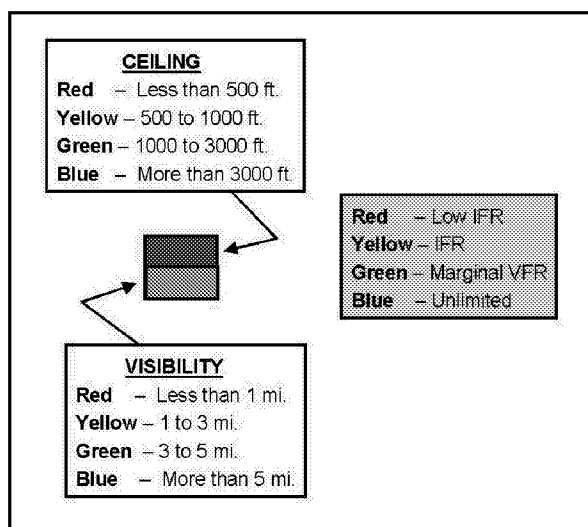 CEILING
Red – Less than 500 ft.
Yellow – 500 to 1000 ft.
Green – 1000 to 3000 ft.
Blue – More than 3000 ft.
Red – Low IFR
Yellow – IFR
Green – Marginal VFR
Blue – Unlimited
VISIBILITY
Red – Less than 1 mi.
Yellow – 1 to 3 mi.
Green – 3 to 5 mi.
Blue – More than 5 mi.